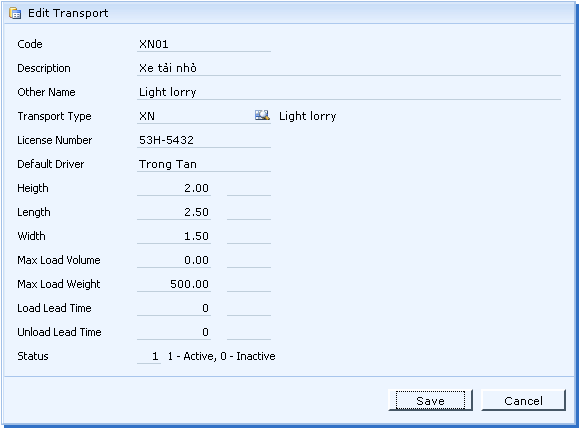 Edit Transport
Code XN01
Description Xe tải nhỏ
Other Name Light lorry
Transport Type XN Light lorry
License Number 53H-5432
Default Driver Trong Tan
Heigth 2.00
Length 2.50
Width 1.50
Max Load Volume 0.00
Max Load Weight 500.00
Load Lead Time 0
Unload Lead Time 0
Status 1 1 - Active, 0 - Inactive
Save Cancel